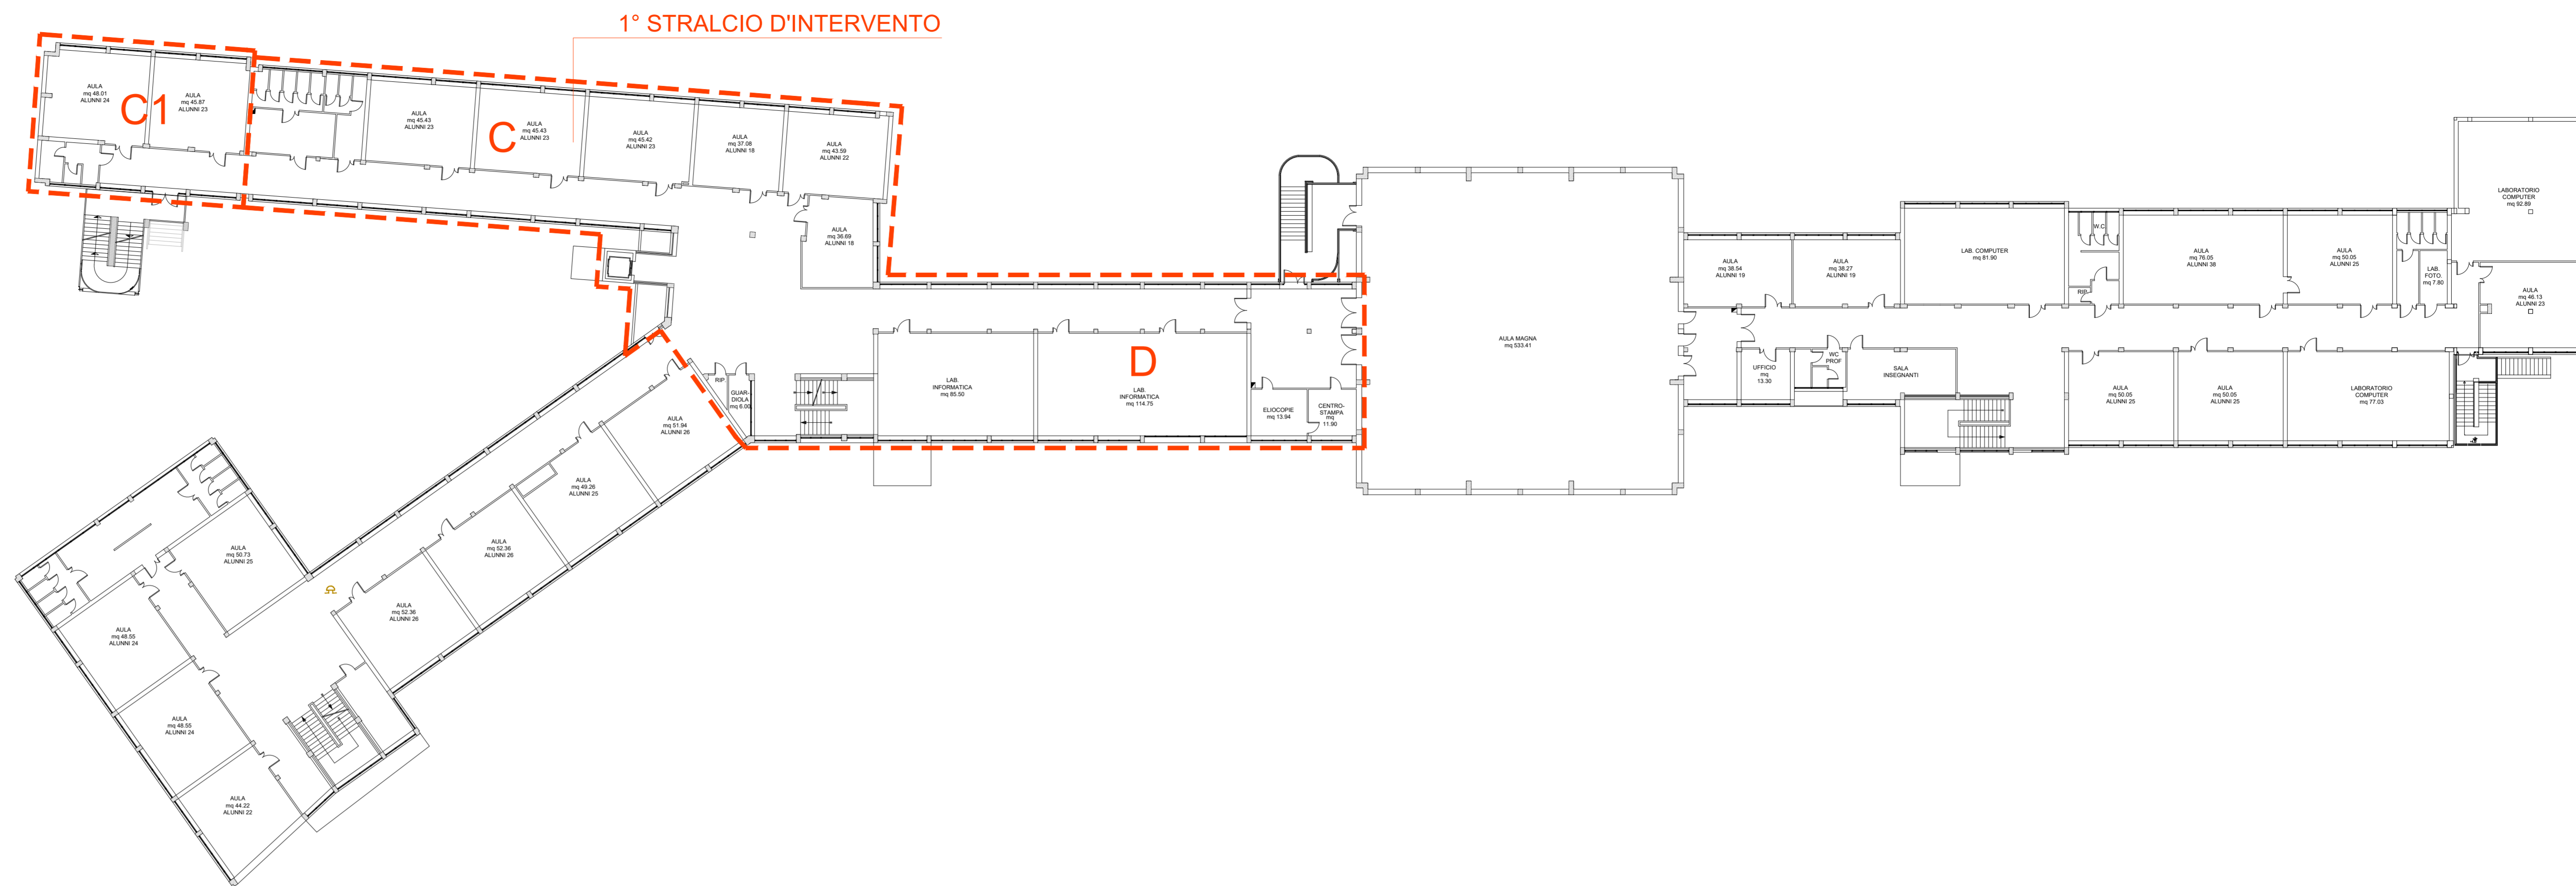 1° STRALCIO D'INTERVENTO
AULA
mq 48.01
ALUNNI 24
C1
AULA
mq 45.87
ALUNNI 23
AULA
mq 45.43
ALUNNI 23
C
AULA
mq 45.43
ALUNNI 23
AULA
mq 45.42
ALUNNI 23
AULA
mq 37.08
ALUNNI 18
AULA
mq 43.59
ALUNNI 22
AULA
mq 36.69
ALUNNI 18
RIP.
GUAR-
DIOLA
mq 6.00
LAB.
INFORMATICA
mq 85.50
D
LAB.
INFORMATICA
mq 114.75
ELIOCOPIE
mq 13.94
CENTRO-
STAMPA
mq
11.90
AULA MAGNA
mq 533.41
AULA
mq 38.54
ALUNNI 19
AULA
mq 38.27
ALUNNI 19
UFFICIO
mq
13.30
WC
PROF
SALA
INSEGNANTI
LAB. COMPUTER
mq 81.90
W.C.
RIP.
AULA
mq 76.05
ALUNNI 38
AULA
mq 50.05
ALUNNI 25
LAB.
FOTO.
mq 7.80
LABORATORIO
COMPUTER
mq 92.89
AULA
mq 46.13
ALUNNI 23
AULA
mq 50.05
ALUNNI 25
AULA
mq 50.05
ALUNNI 25
LABORATORIO
COMPUTER
mq 77.03
AULA
mq 51.94
ALUNNI 26
AULA
mq 49.26
ALUNNI 25
AULA
mq 52.36
ALUNNI 26
AULA
mq 52.36
ALUNNI 26
AULA
mq 50.73
ALUNNI 25
AULA
mq 48.55
ALUNNI 24
AULA
mq 48.55
ALUNNI 24
AULA
mq 44.22
ALUNNI 22